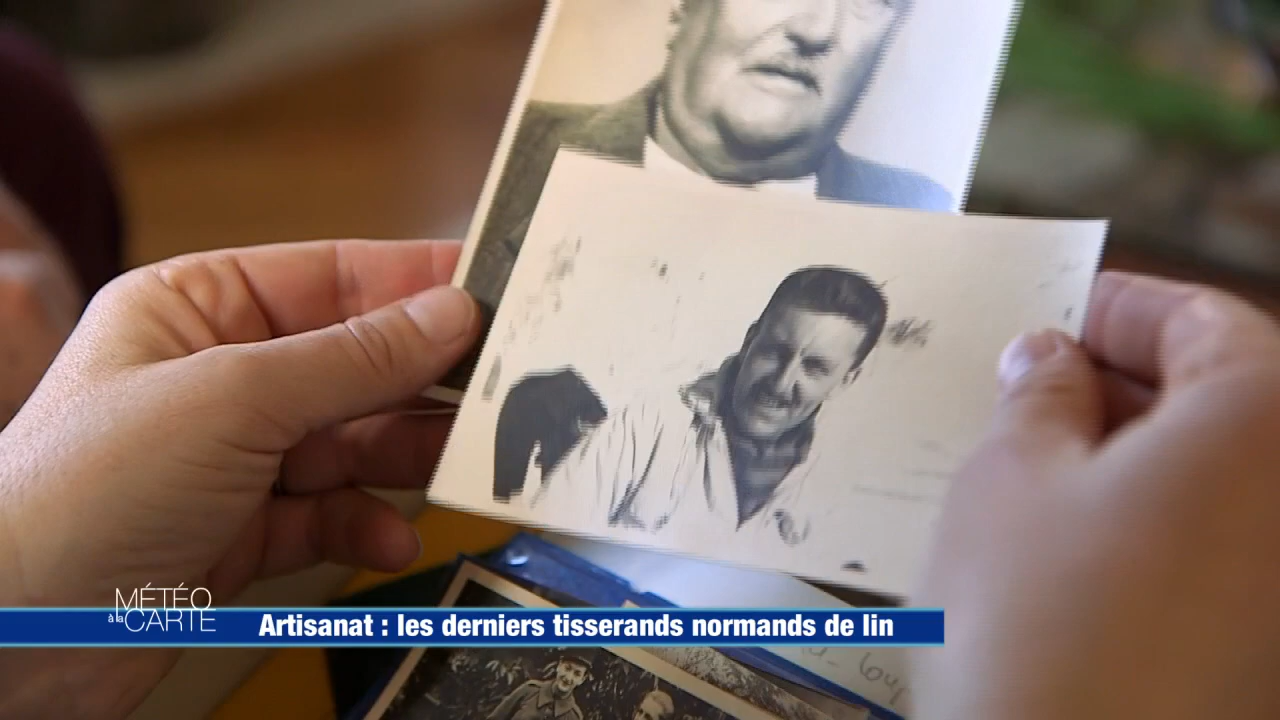 MÉTÉO
à la CARTE
Artisanat : les derniers tisserands normands de lin